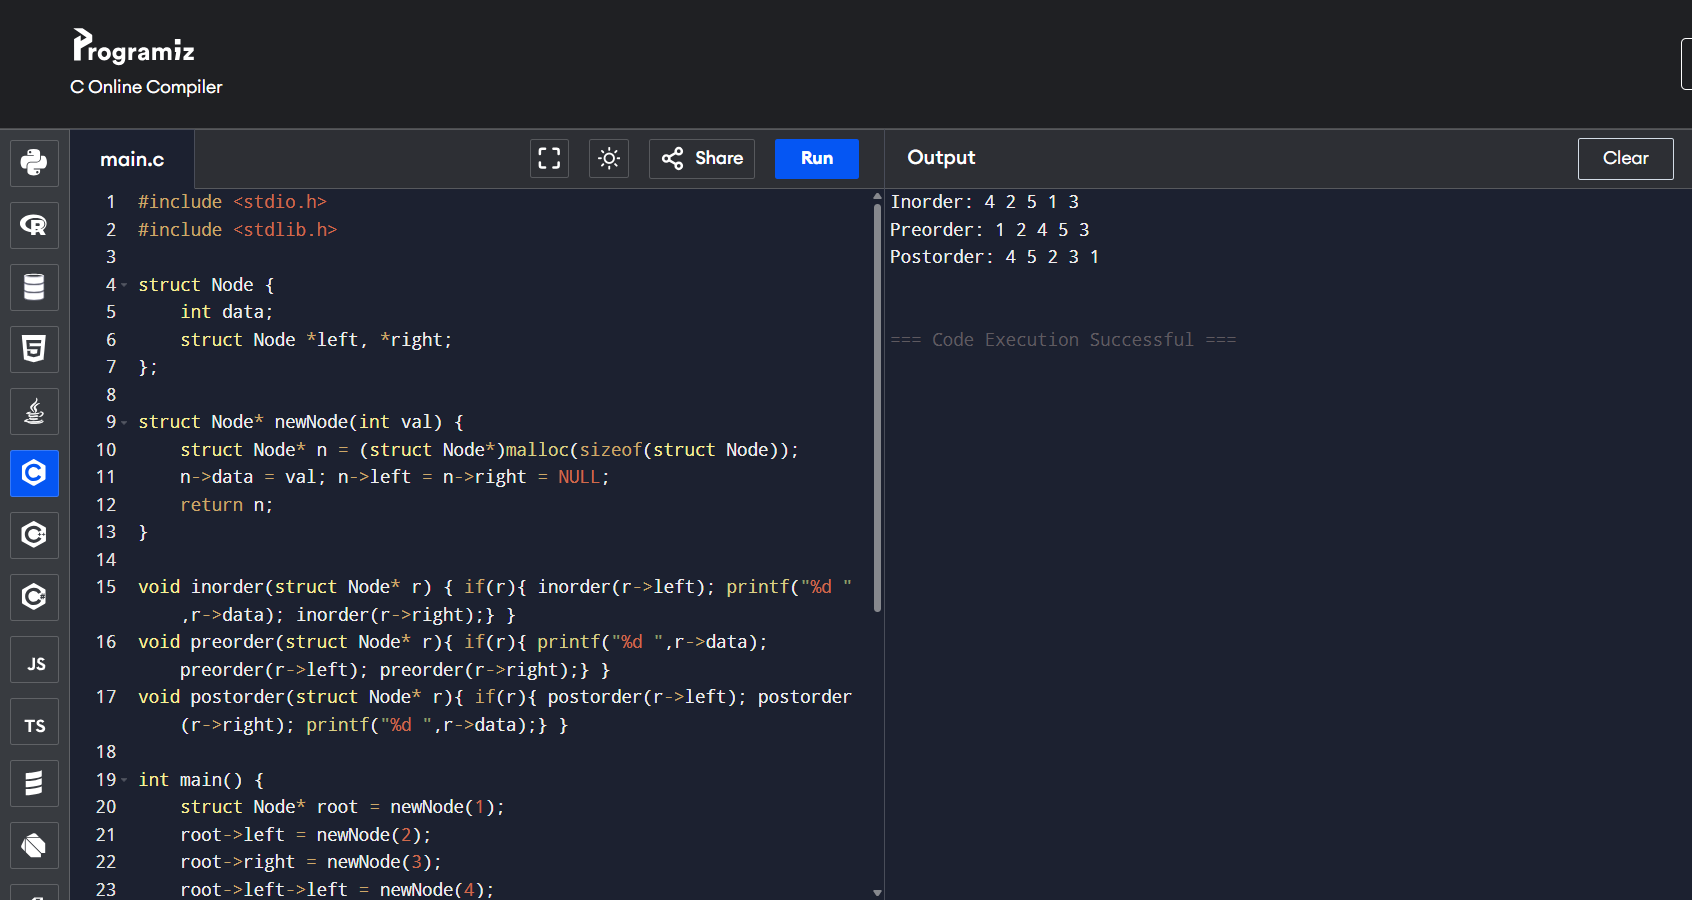 Programiz
C Online Compiler
main.c
Share
Run
Output
Clear
1 #include <stdio.h>
2 #include <stdlib.h>
3
4 struct Node {
5     int data;
6     struct Node *left, *right;
7 };
8
9 struct Node* newNode(int val) {
10     struct Node* n = (struct Node*)malloc(sizeof(struct Node));
11     n->data = val; n->left = n->right = NULL;
12     return n;
13 }
14
15 void inorder(struct Node* r) { if(r){ inorder(r->left); printf("%d "
,r->data); inorder(r->right);} }
16 void preorder(struct Node* r){ if(r){ printf("%d ",r->data);
preorder(r->left); preorder(r->right);} }
17 void postorder(struct Node* r){ if(r){ postorder(r->left); postorder
(r->right); printf("%d ",r->data);} }
18
19 int main() {
20     struct Node* root = newNode(1);
21     root->left = newNode(2);
22     root->right = newNode(3);
23     root->left->left = newNode(4);
Inorder: 4 2 5 1 3
Preorder: 1 2 4 5 3
Postorder: 4 5 2 3 1
=== Code Execution Successful ===
R
5
C
C
C
JS
TS